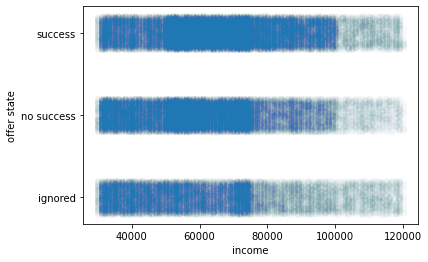 success
no success
ignored
offer state
40000
60000
80000
100000
120000
income